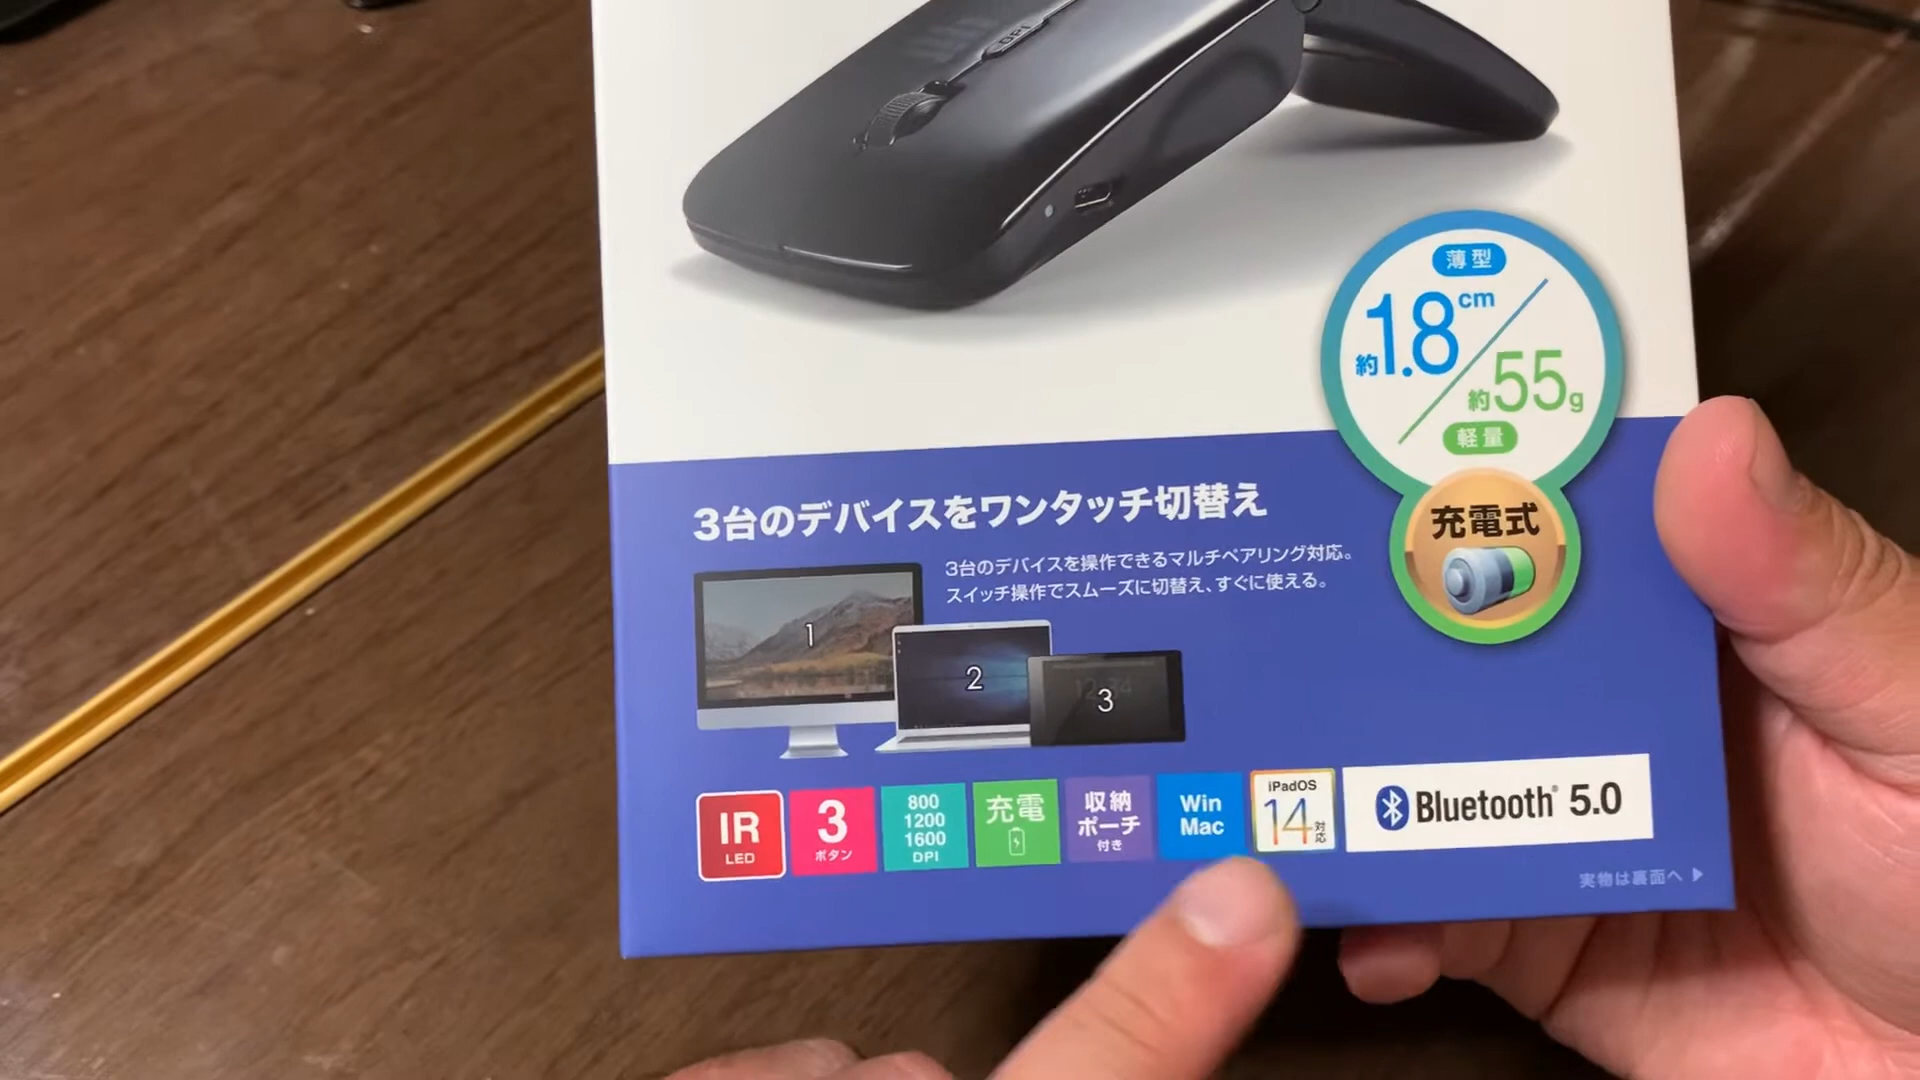 DPI
薄型
約1.8cm
約55g
軽量
充電式
3台のデバイスをワンタッチ切替え
3台のデバイスを操作できるマルチペアリング対応。
スイッチ操作でスムーズに切替え、すぐに使える。
1
2
12:34
3
IR
LED
3
ボタン
800
1200
1600
DPI
充電
収納
ポーチ
付き
Win
Mac
iPadOS
14対応
Bluetooth® 5.0
実物は裏面へ ▶